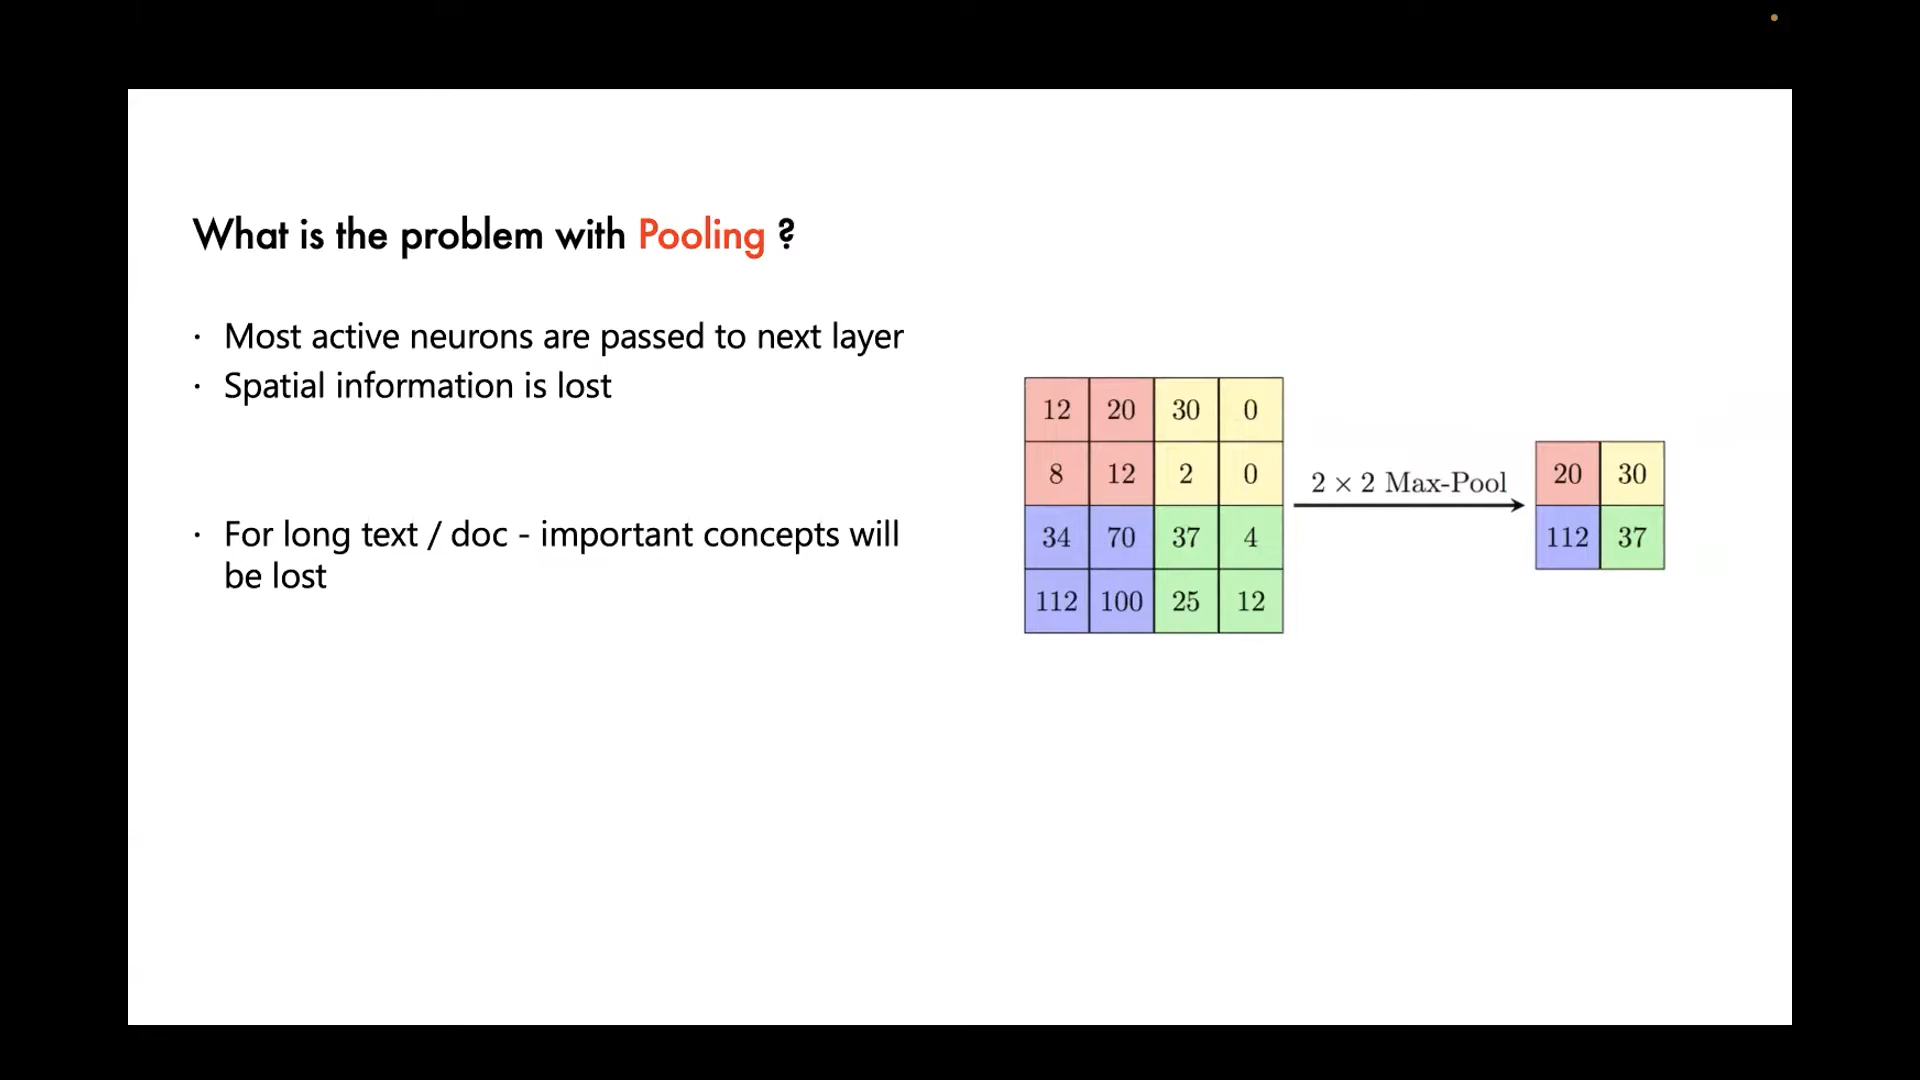 What is the problem with Pooling ?
· Most active neurons are passed to next layer
· Spatial information is lost
· For long text / doc - important concepts will
be lost
12 20 30 0
8 12 2 0
34 70 37 4
112 100 25 12
2 × 2 Max-Pool
20 30
112 37